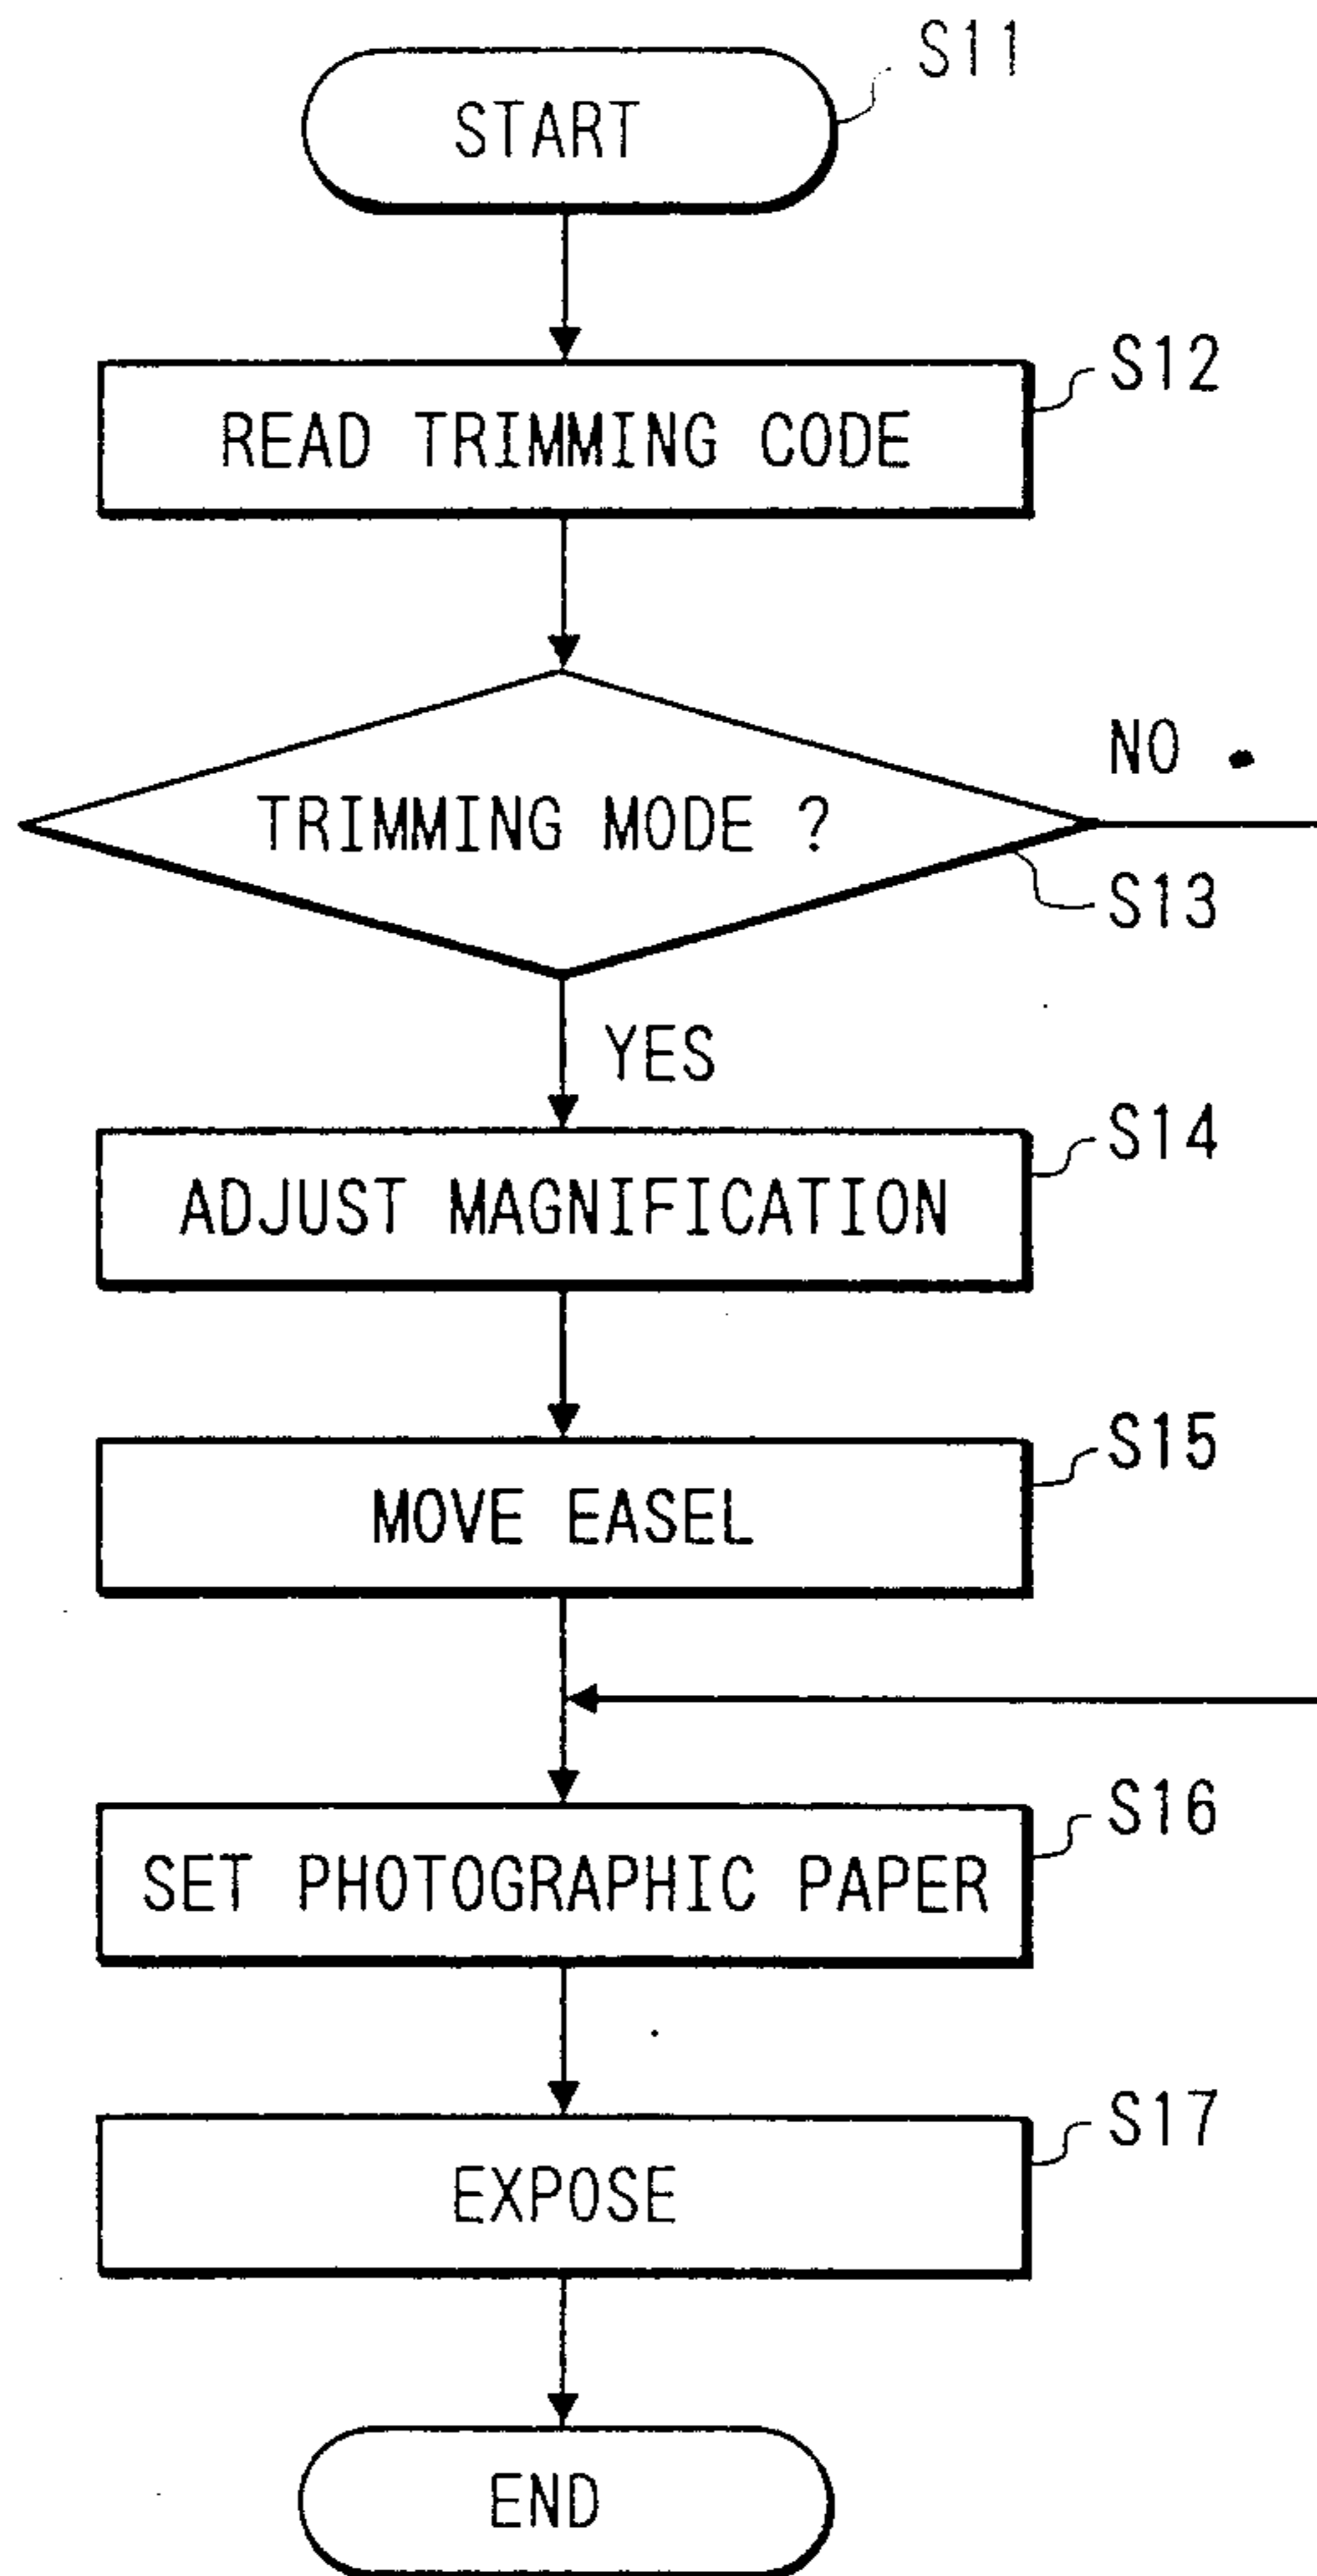 START
S11
READ TRIMMING CODE
S12
TRIMMING MODE ?
NO
S13
YES
ADJUST MAGNIFICATION
S14
MOVE EASEL
S15
SET PHOTOGRAPHIC PAPER
S16
EXPOSE
S17
END